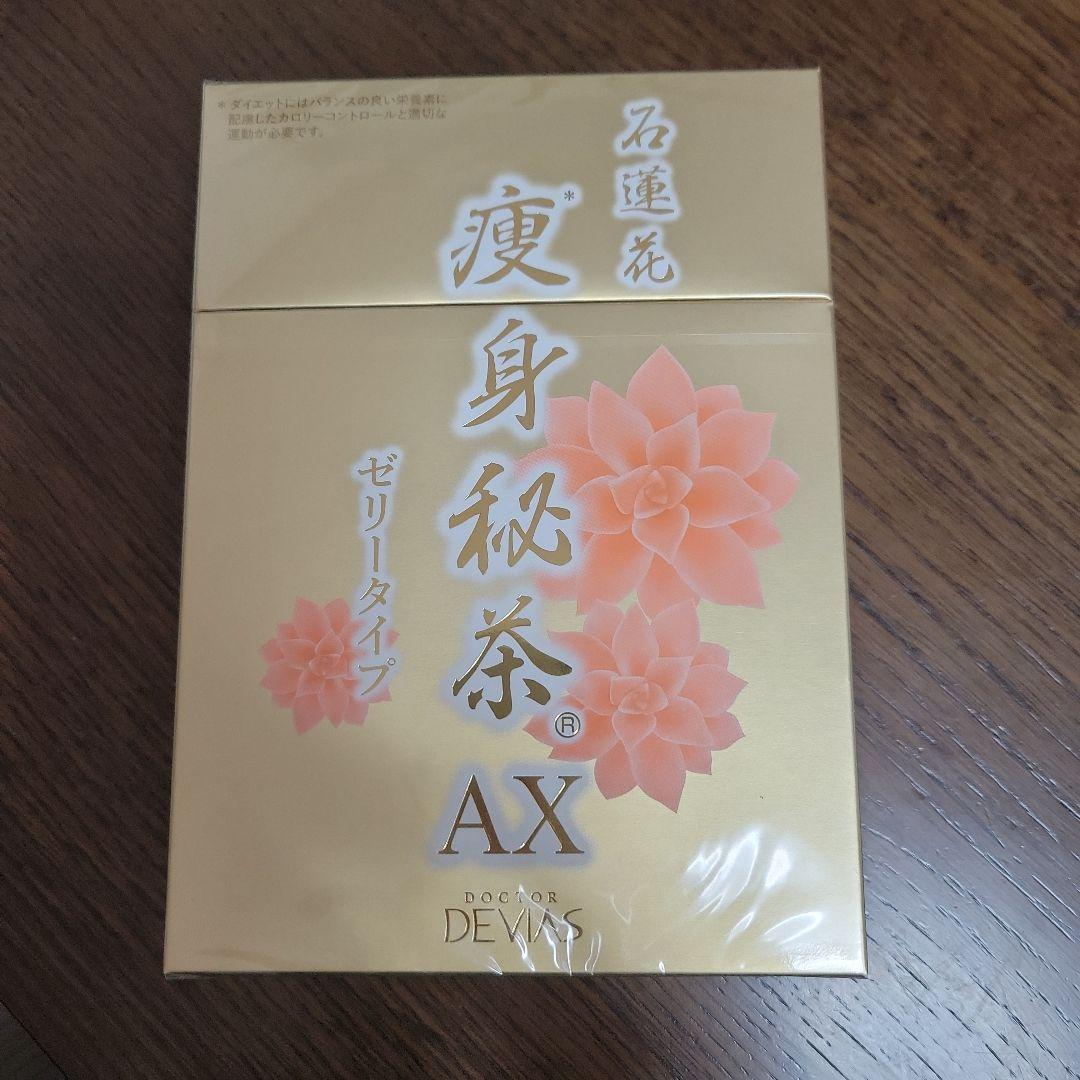 * ダイエットにはバランスの良い栄養素に
配慮したカロリーコントロールと適切な
運動が必要です。
石蓮花
痩*身秘茶®
AX
ゼリータイプ
DOCTOR
DEVIAS